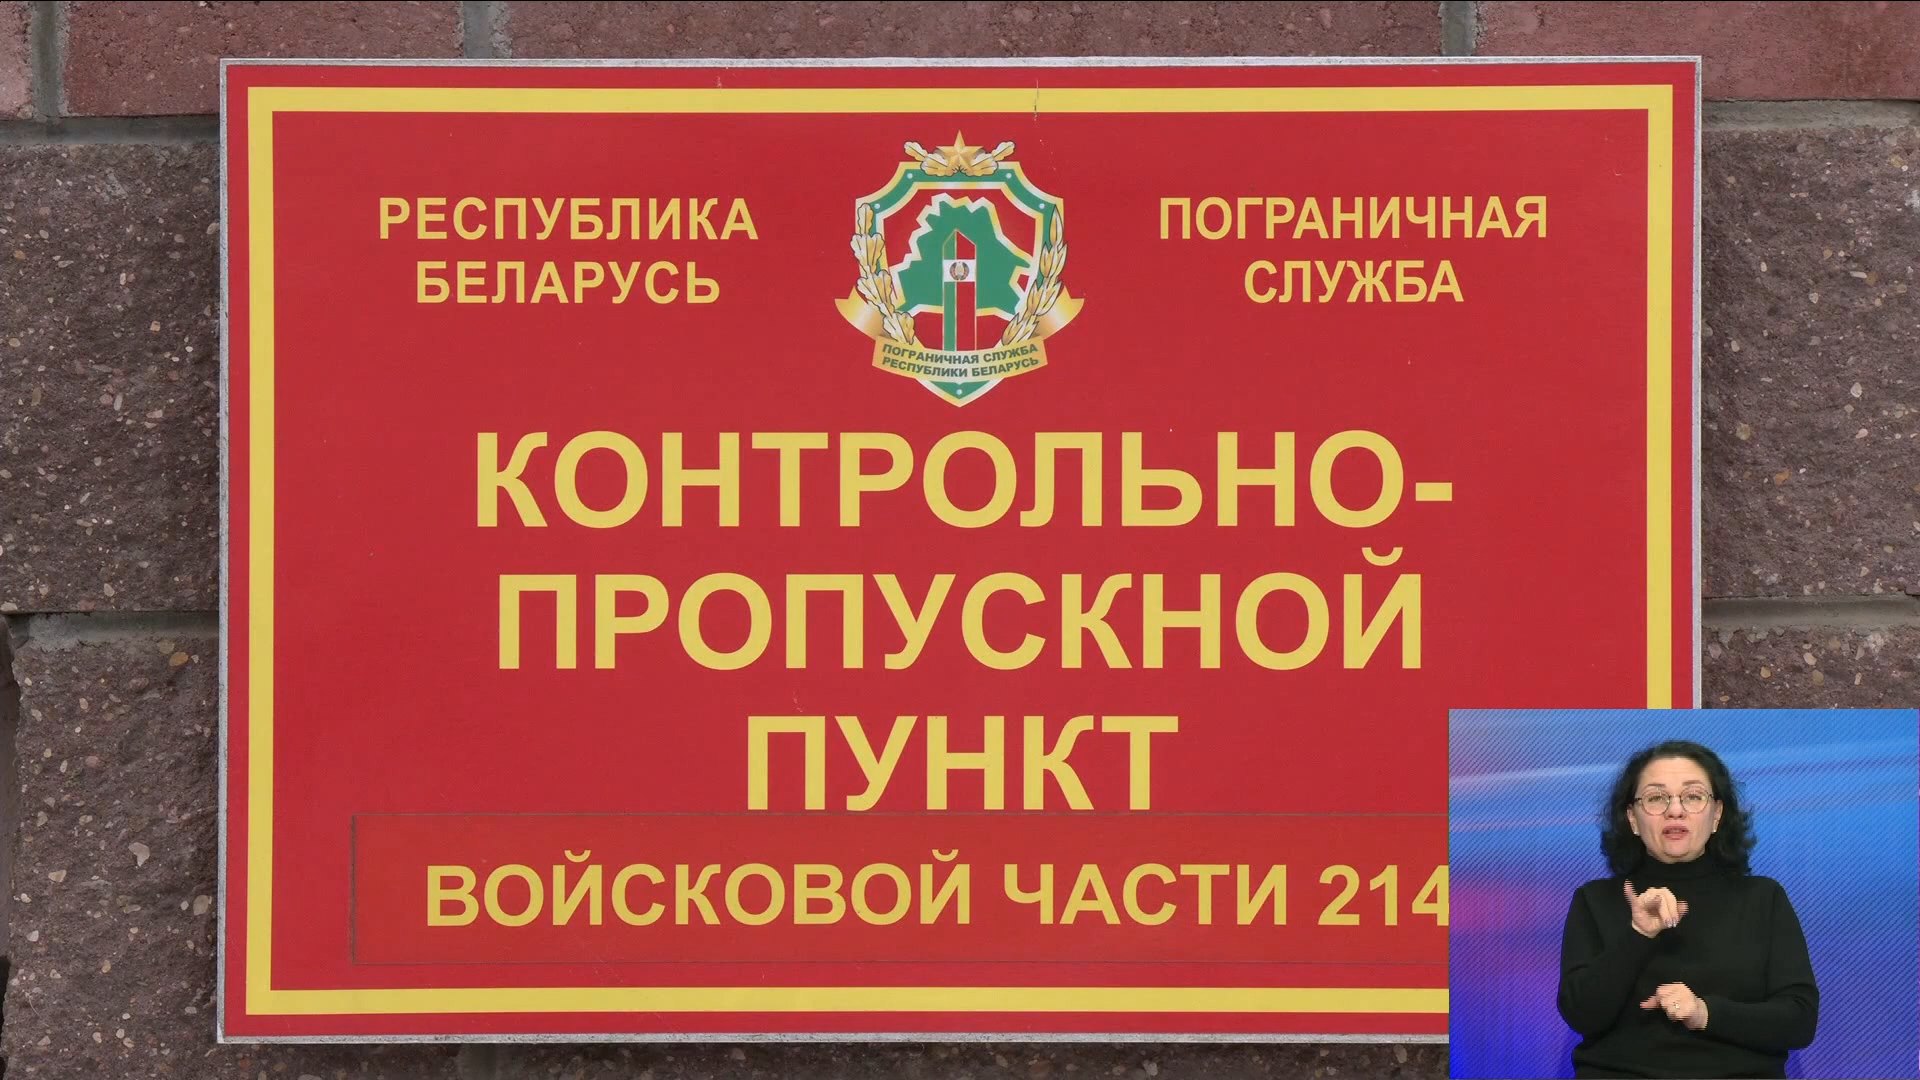 РЕСПУБЛИКА
БЕЛАРУСЬ
ПОГРАНИЧНАЯ
СЛУЖБА
ПОГРАНИЧНАЯ СЛУЖБА
РЕСПУБЛИКИ БЕЛАРУСЬ
КОНТРОЛЬНО-
ПРОПУСКНОЙ
ПУНКТ
ВОЙСКОВОЙ ЧАСТИ 214